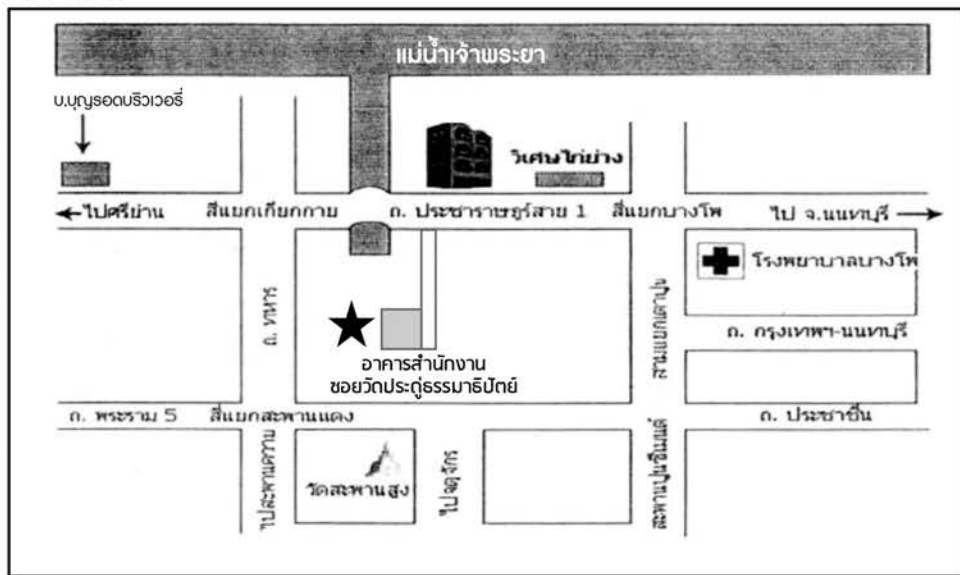 แม่น้ำเจ้าพระยา
บ.บุญรอดบริวเวอรี่
วิเศษไก่ย่าง
ไปศรีย่าน
สี่แยกเกียกกาย
ถ. ประชาราษฎร์สาย 1
สี่แยกบางโพ
ไป จ.นนทบุรี
โรงพยาบาลบางโพ
ถ. ทหาร
สามแยกเตาปูน
ถ. กรุงเทพฯ-นนทบุรี
อาคารสำนักงาน
ซอยวัดประดู่ธรรมาธิปัตย์
ถ. พระราม 5
สี่แยกสะพานแดง
ถ. ประชาชื่น
ไปสะพานควาย
วัดสะพานสูง
ไปจตุจักร
สะพานปูนซีเมนต์